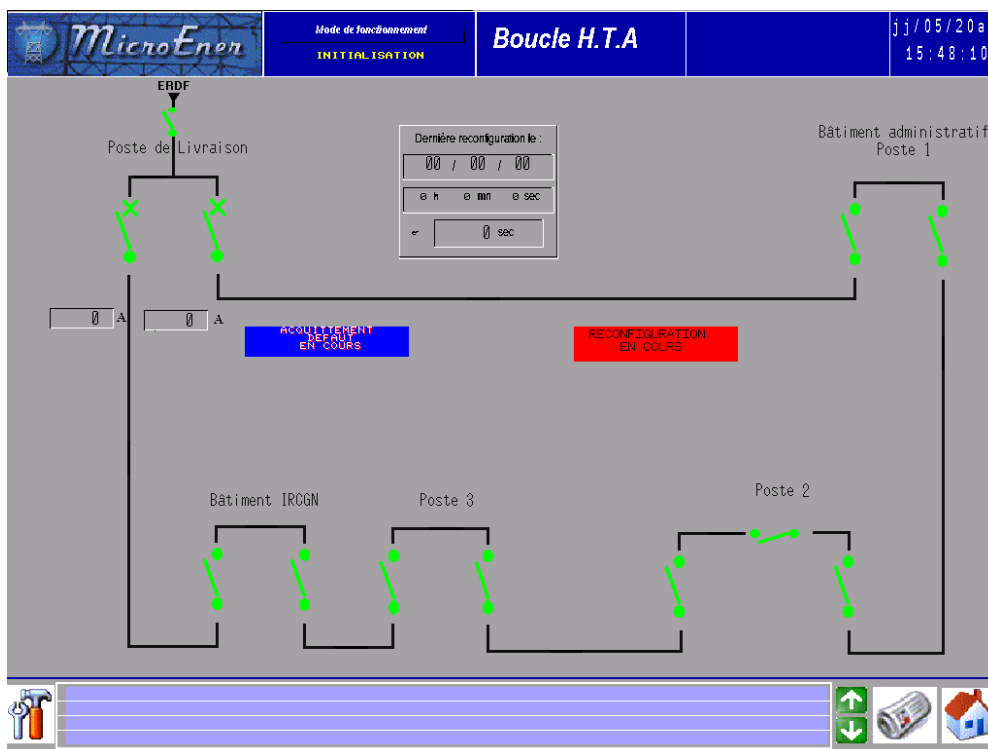 MicroEner
Mode de fonctionnement
INITIALISATION
Boucle H.T.A
jj/05/20a
15:48:10
ERDF
Poste de Livraison
Dernière reconfiguration le :
00 / 00 / 00
0 h 0 mn 0 sec
0 sec
Bâtiment administratif
Poste 1
0 A
0 A
ACQUITTEMENT
DEFAUT
EN COURS
RECONFIGURATION
EN COURS
Bâtiment IRCGN
Poste 3
Poste 2